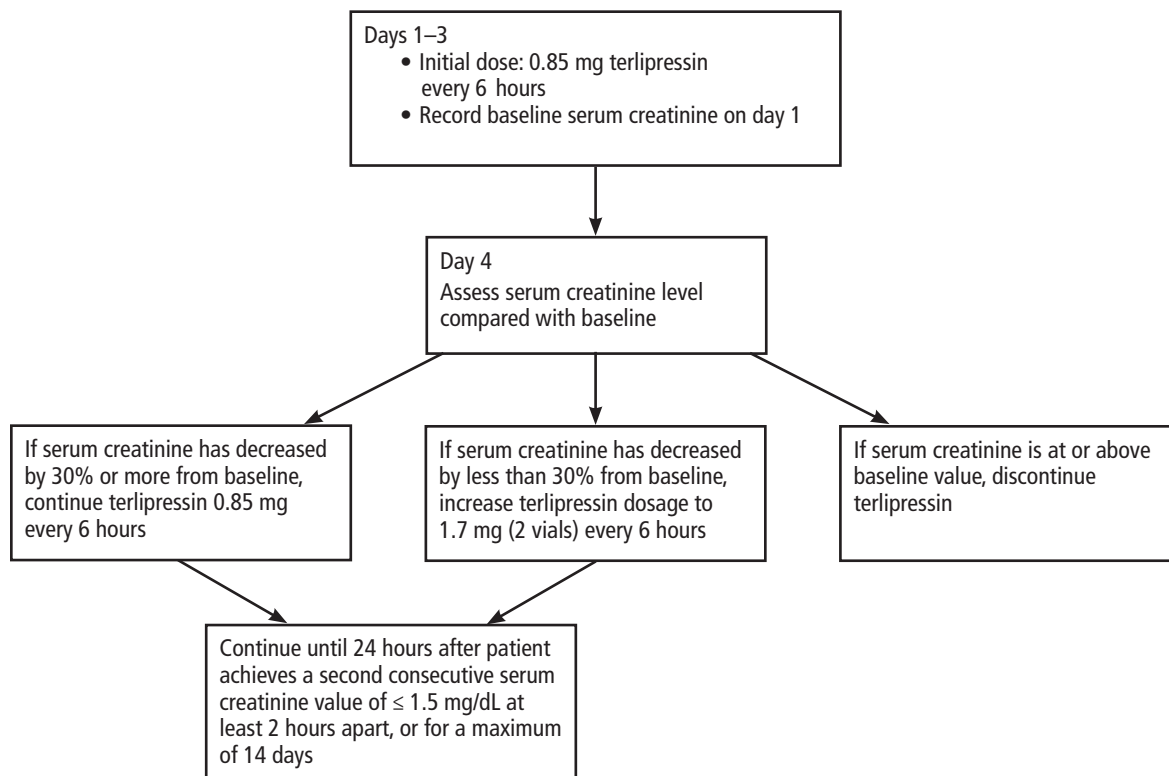 Days 1–3
• Initial dose: 0.85 mg terlipressin
every 6 hours
• Record baseline serum creatinine on day 1
Day 4
Assess serum creatinine level
compared with baseline
If serum creatinine has decreased
by 30% or more from baseline,
continue terlipressin 0.85 mg
every 6 hours
If serum creatinine has decreased
by less than 30% from baseline,
increase terlipressin dosage to
1.7 mg (2 vials) every 6 hours
If serum creatinine is at or above
baseline value, discontinue
terlipressin
Continue until 24 hours after patient
achieves a second consecutive serum
creatinine value of ≤ 1.5 mg/dL at
least 2 hours apart, or for a maximum
of 14 days